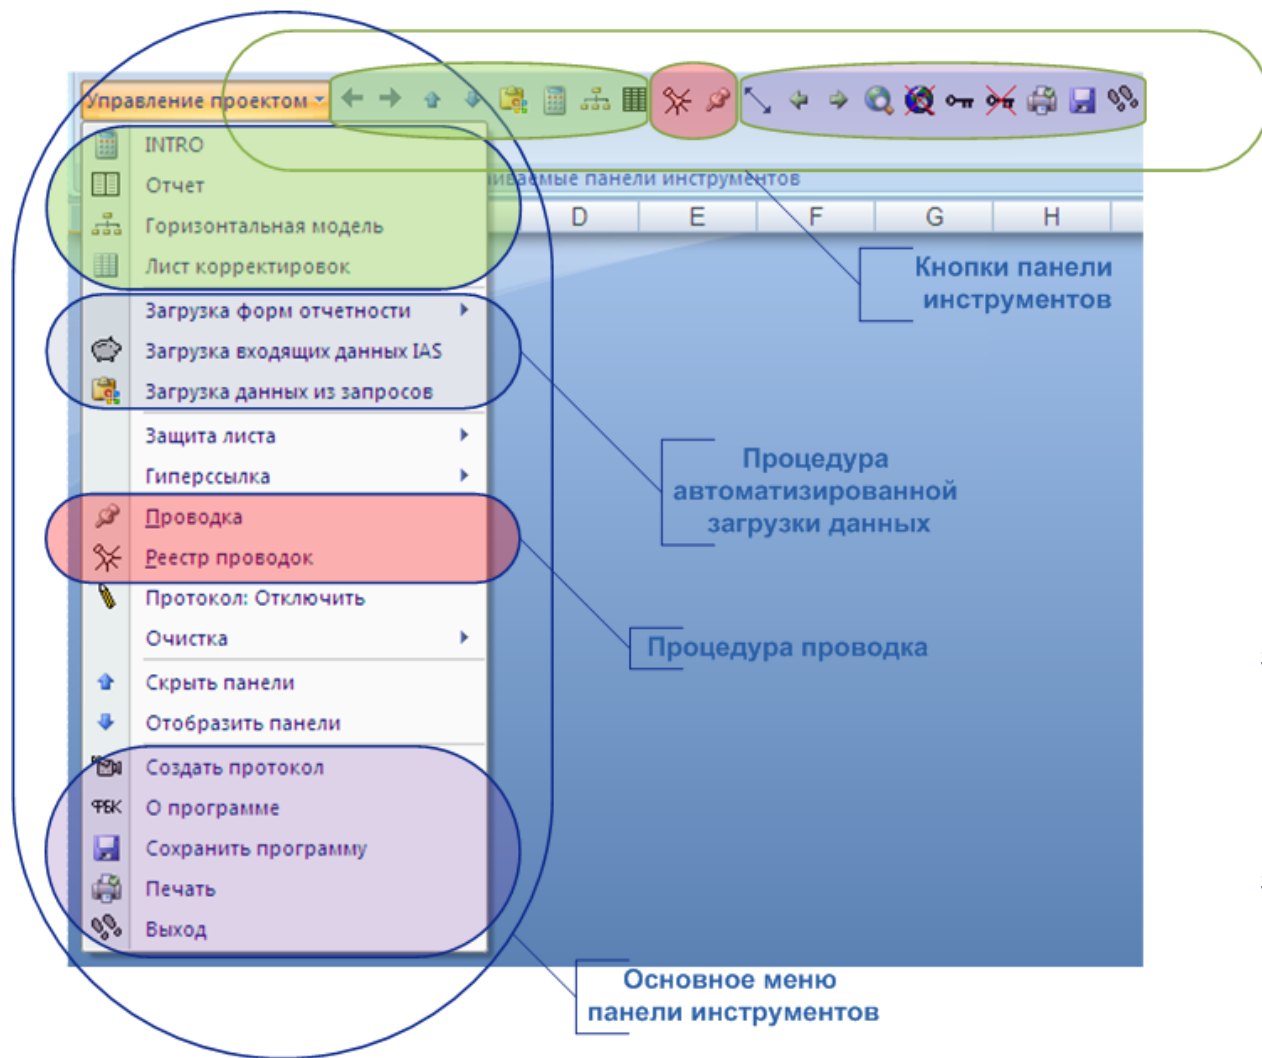 Управление проектом
INTRO
Отчет
Горизонтальная модель
Лист корректировок
Загрузка форм отчетности
Загрузка входящих данных IAS
Загрузка данных из запросов
Защита листа
Гиперссылка
Проводка
Реестр проводок
Протокол: Отключить
Очистка
Скрыть панели
Отобразить панели
Создать протокол
ФБК О программе
Сохранить программу
Печать
Выход
панели инструментов
D E F G H
Кнопки панели
инструментов
Процедура
автоматизированной
загрузки данных
Процедура проводка
Основное меню
панели инструментов